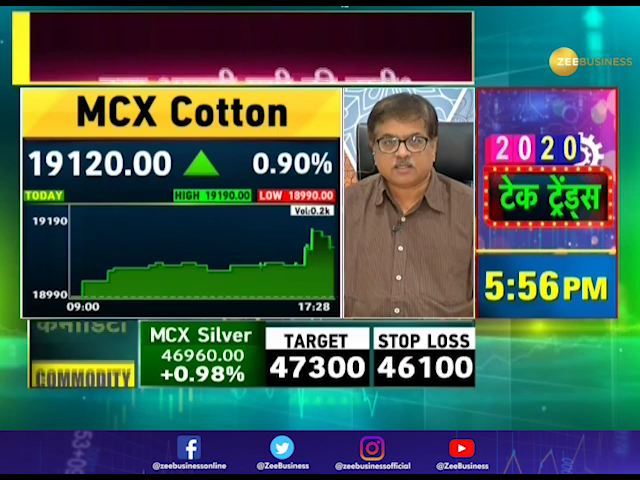 ZEEBUSINESS
MCX Cotton
19120.00 0.90%
TODAY HIGH 19190.00 LOW 18990.00
Vol:0.2k
19190
18990
09:00 17:28
2020
टेक ट्रेंड्स
5:56 PM
कमोडिटी
COMMODITY
MCX Silver
46960.00
+0.98%
TARGET
47300
STOP LOSS
46100
@zeebusinessonline @ZeeBusiness @zeebusinessofficial @ZeeBusiness